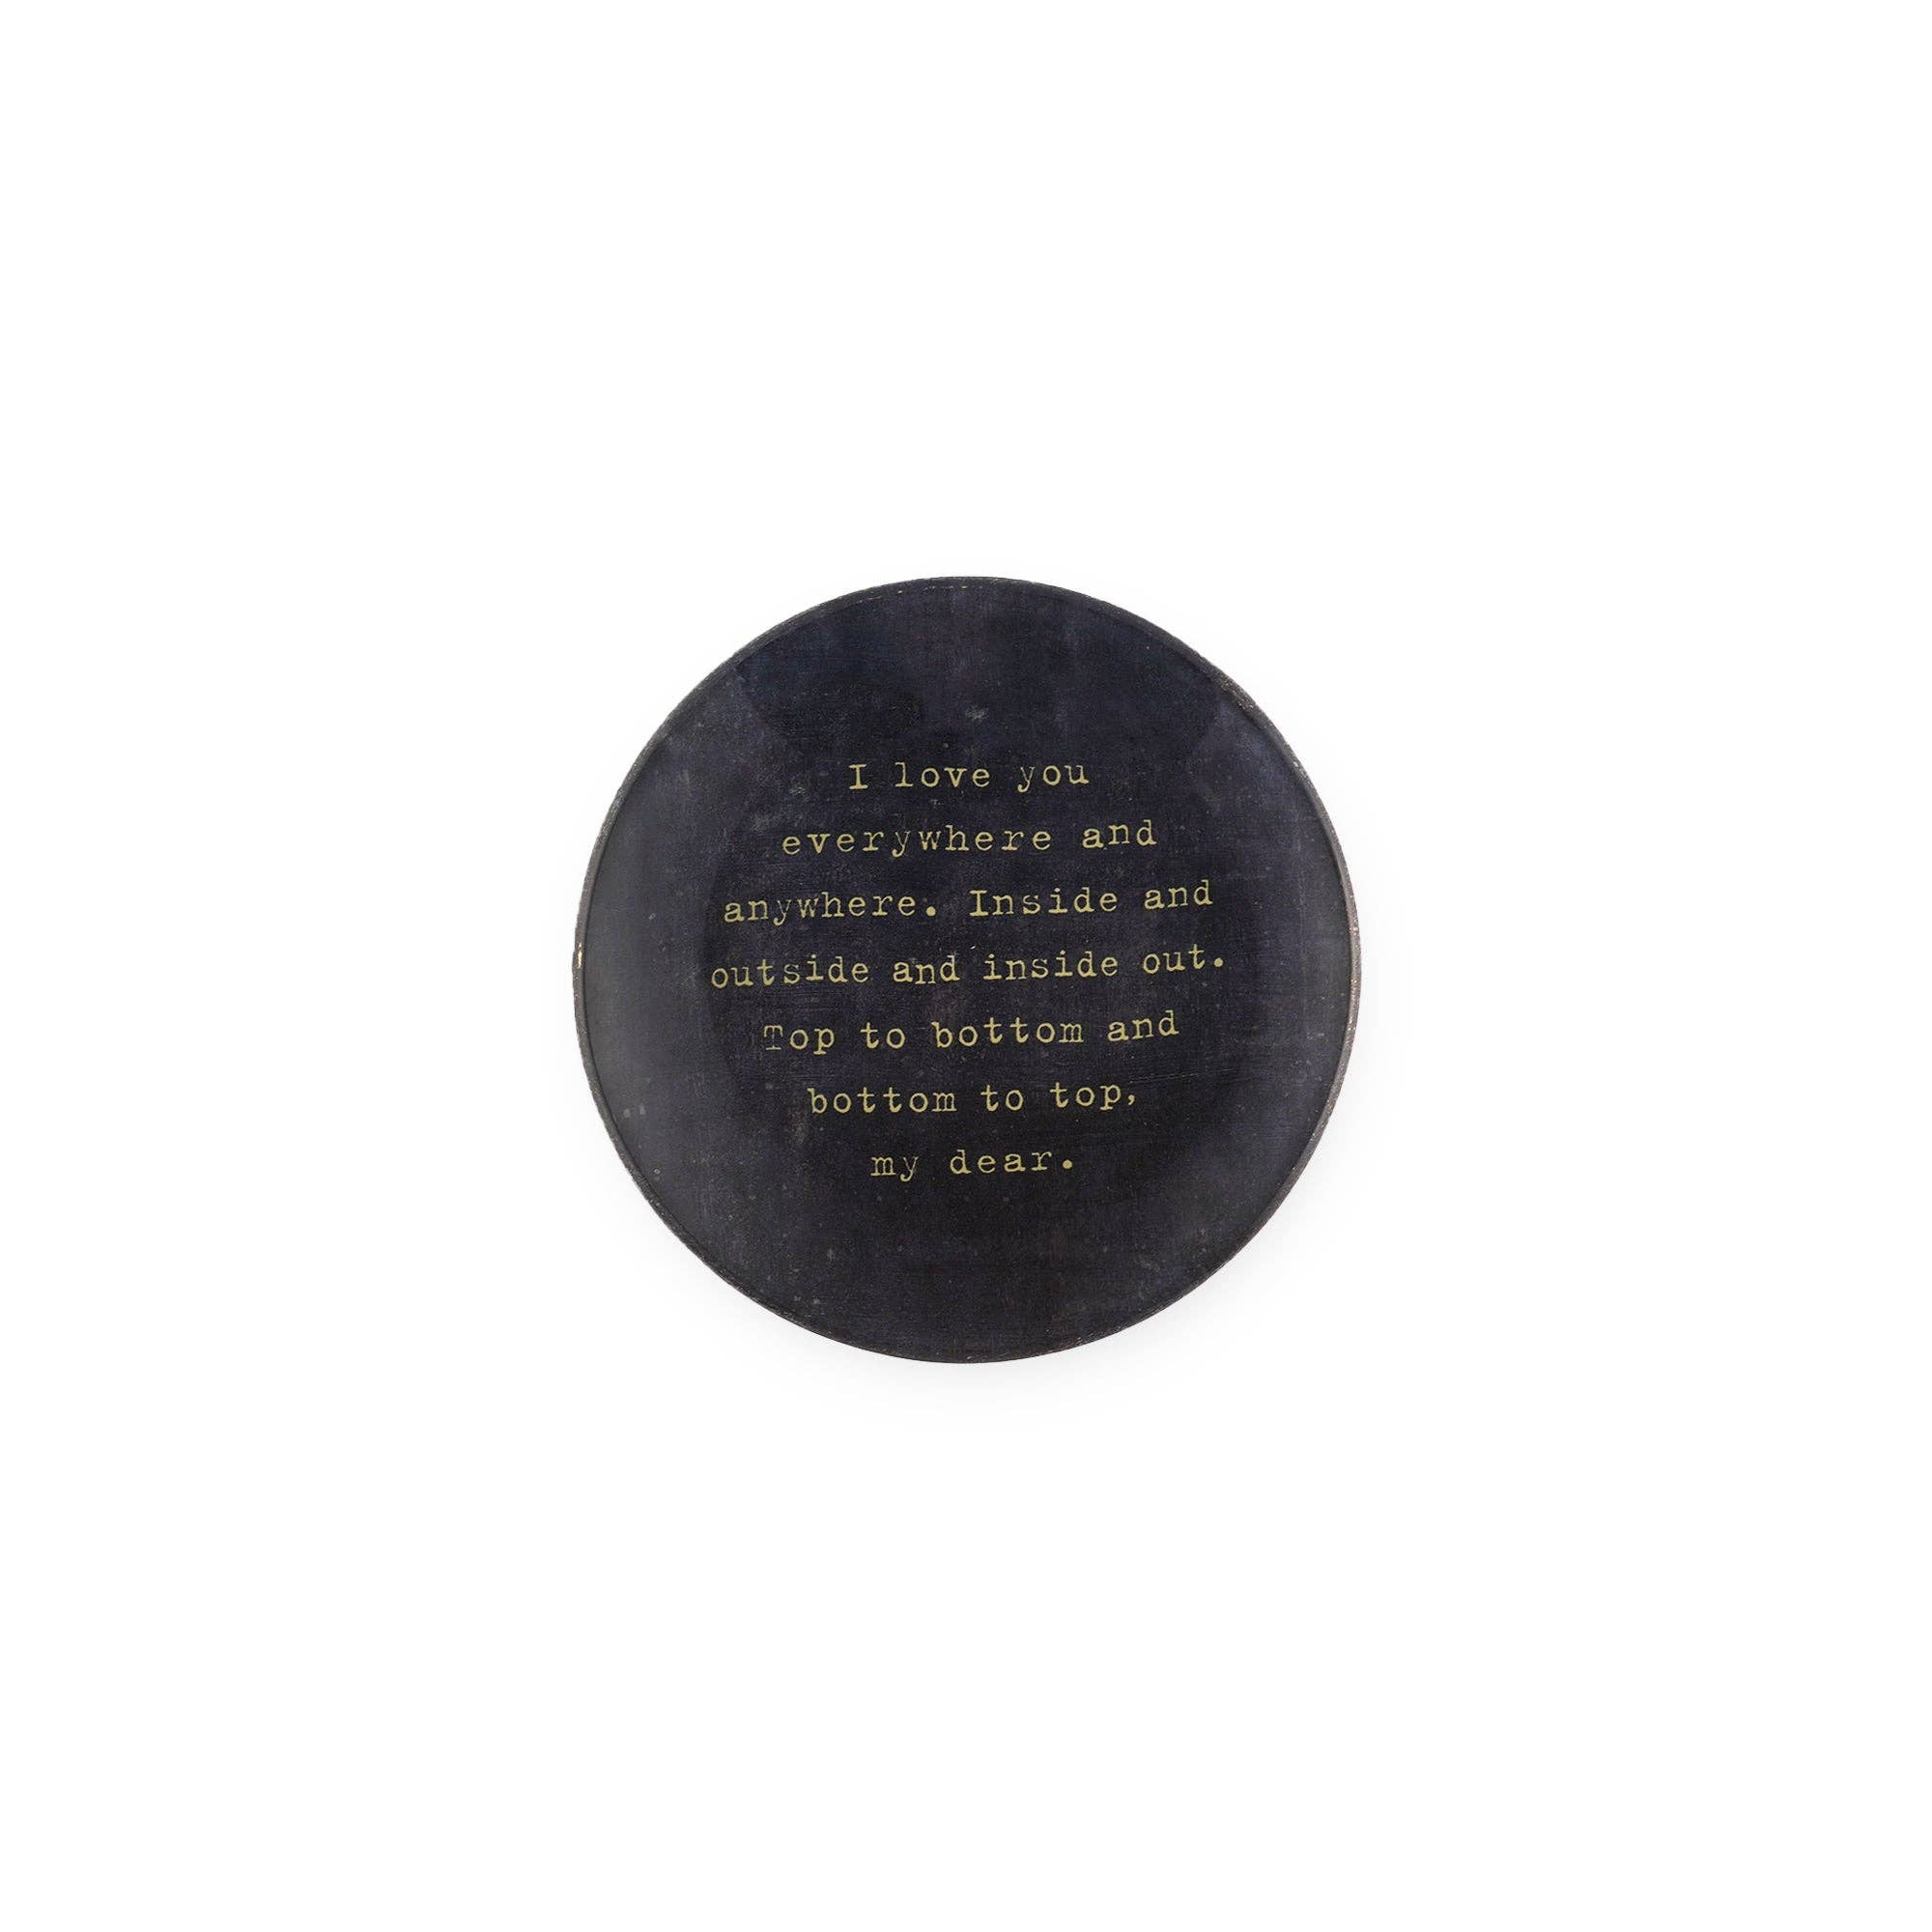 I love you
everywhere and
anywhere. Inside and
outside and inside out.
Top to bottom and
bottom to top,
my dear.